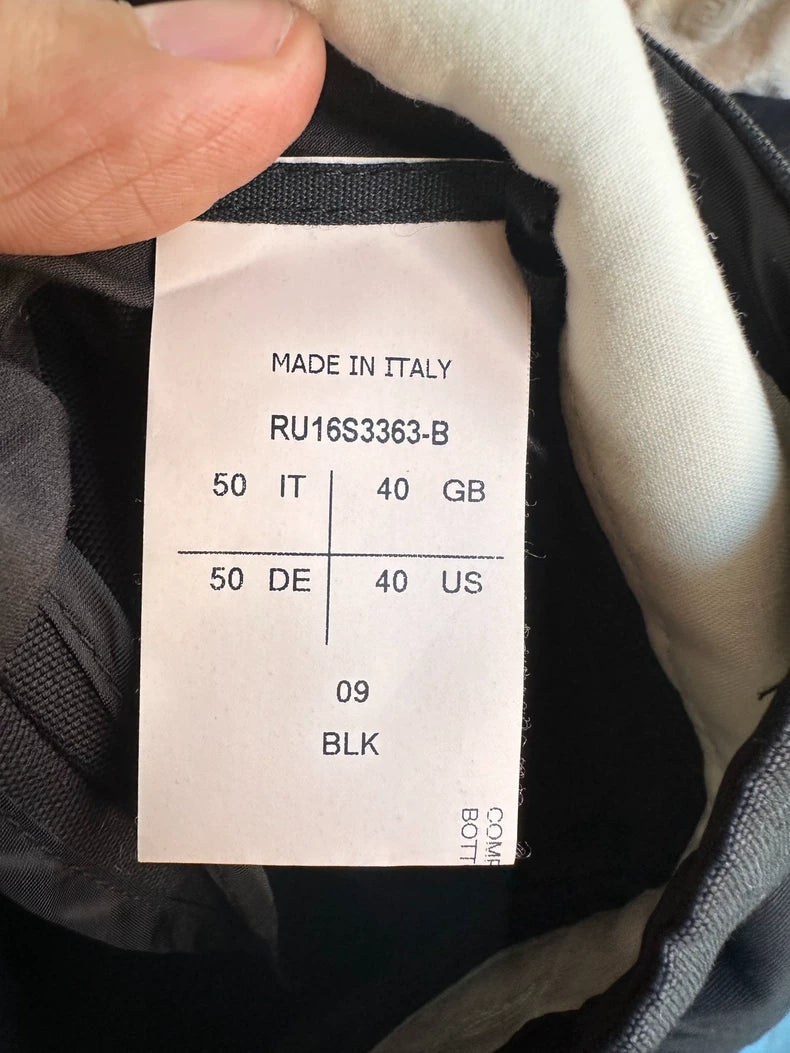 MADE IN ITALY
RU16S3363-B
50 IT 40 GB
50 DE 40 US
09
BLK